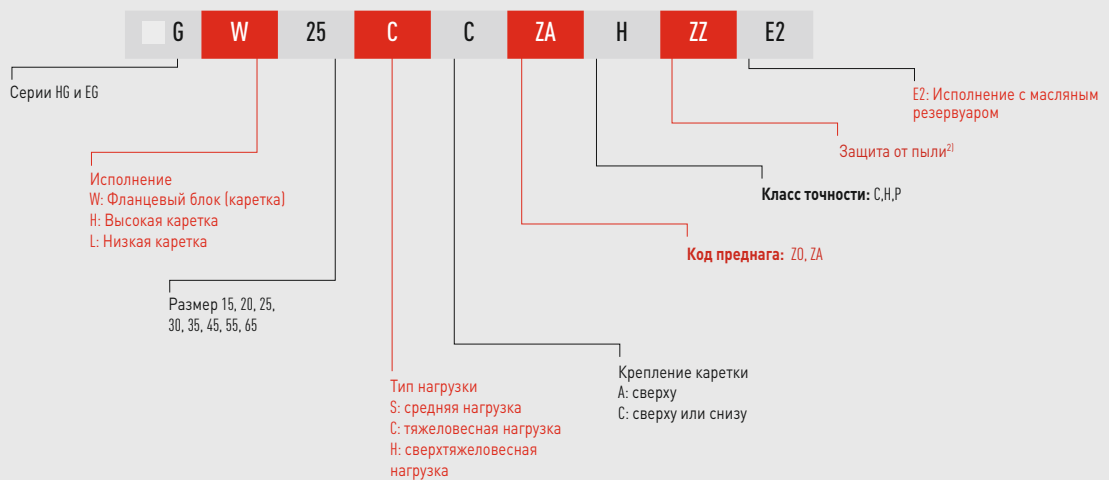 G W 25 C C ZA H ZZ E2
Серии HG и EG
E2: Исполнение с масляным
резервуаром
Защита от пыли²⁾
Исполнение
W: Фланцевый блок (каретка)
H: Высокая каретка
L: Низкая каретка
Класс точности: C,H,P
Код преднага: Z0, ZA
Размер 15, 20, 25,
30, 35, 45, 55, 65
Крепление каретки
A: сверху
C: сверху или снизу
Тип нагрузки
S: средняя нагрузка
C: тяжеловесная нагрузка
H: сверхтяжеловесная
нагрузка